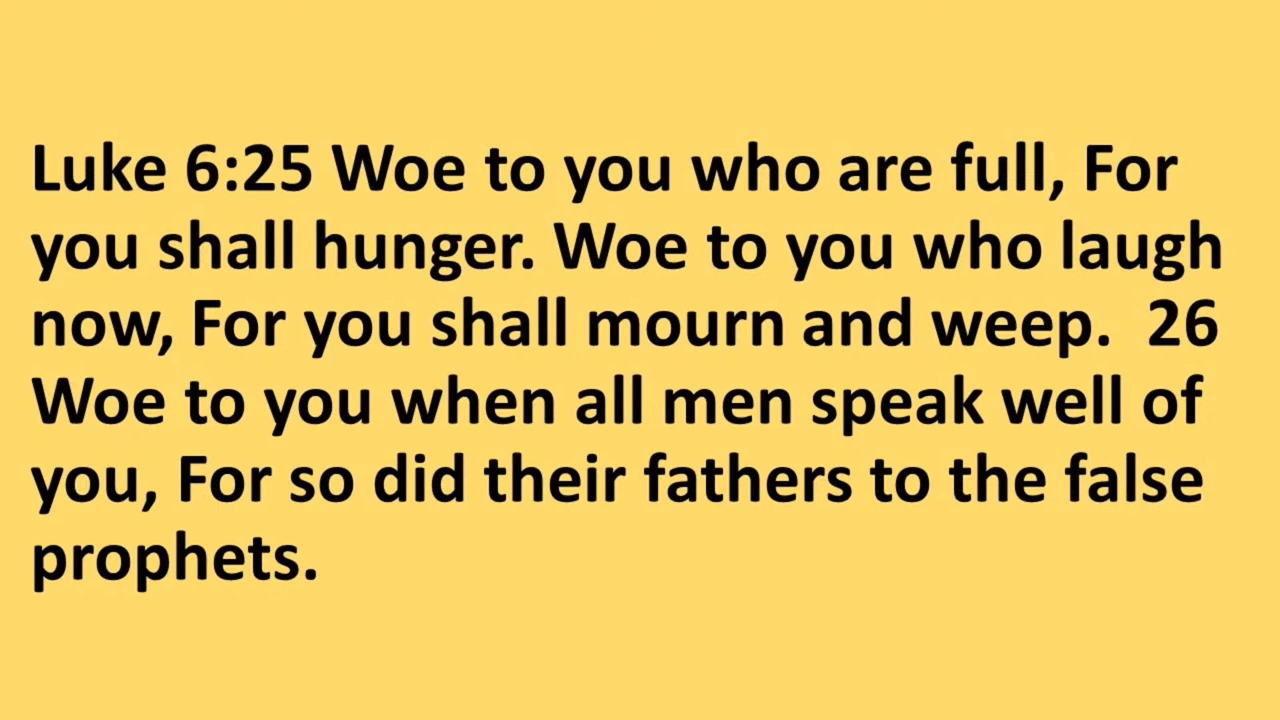 Luke 6:25 Woe to you who are full, For
you shall hunger. Woe to you who laugh
now, For you shall mourn and weep.  26
Woe to you when all men speak well of
you, For so did their fathers to the false
prophets.